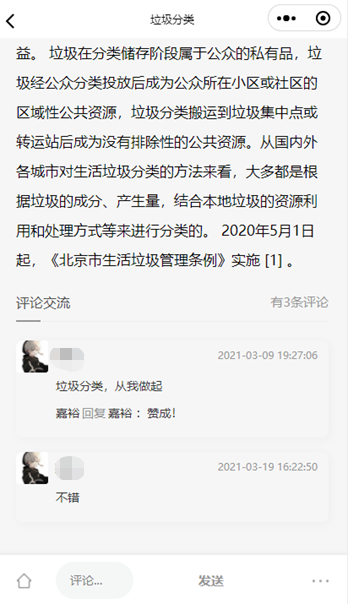 垃圾分类
益。 垃圾在分类储存阶段属于公众的私有品，垃
圾经公众分类投放后成为公众所在小区或社区的
区域性公共资源，垃圾分类搬运到垃圾集中点或
转运站后成为没有排除性的公共资源。从国内外
各城市对生活垃圾分类的方法来看，大多都是根
据垃圾的成分、产生量，结合本地垃圾的资源利
用和处理方式等来进行分类的。 2020年5月1日
起，《北京市生活垃圾管理条例》实施 [1] 。
评论交流 有3条评论
2021-03-09 19:27:06
垃圾分类，从我做起
嘉裕 回复 嘉裕 ：赞成！
2021-03-19 16:22:50
不错
评论... 发送